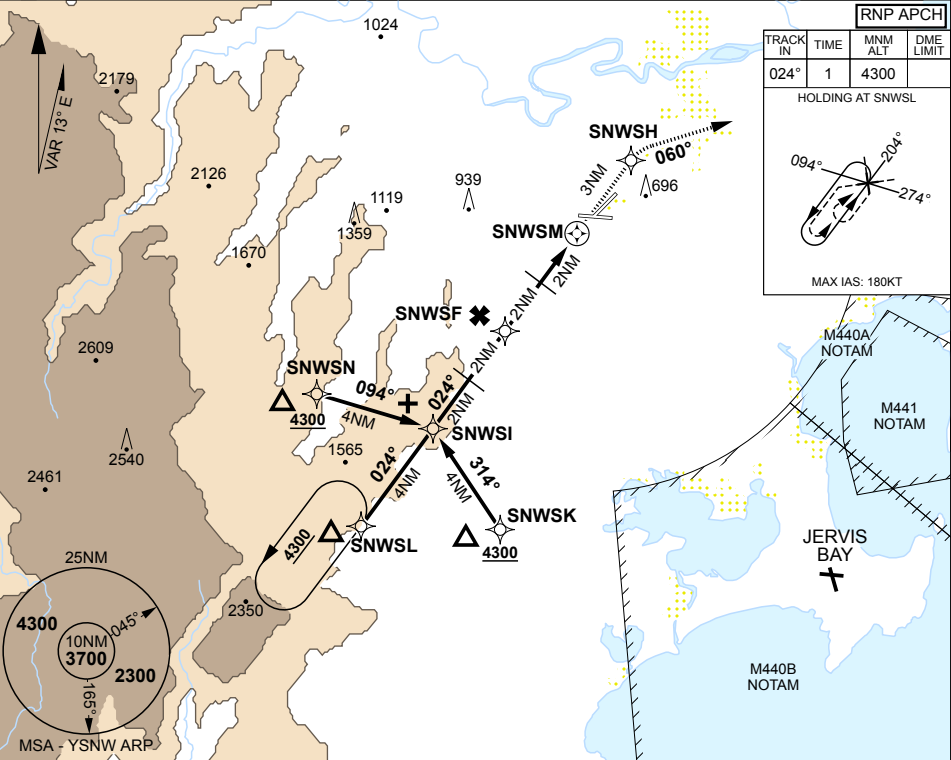 RNP APCH
TRACK IN
TIME
MNM ALT
DME LIMIT
024°
1
4300
HOLDING AT SNWSL
094°
204°
274°
MAX IAS: 180KT
1024
2179
VAR 13° E
SNWSH
060°
3NM
696
2126
939
1119
1359
SNWSM
1670
2NM
2NM
SNWSF
2NM
M440A
NOTAM
2609
SNWSN
094°
4300
4NM
024°
2NM
SNWSI
M441
NOTAM
2540
1565
024°
4NM
314°
4NM
2461
SNWSK
4300
4300
SNWSL
JERVIS
BAY
25NM
2350
4300
045°
10NM
3700
2300
165°
M440B
NOTAM
MSA - YSNW ARP